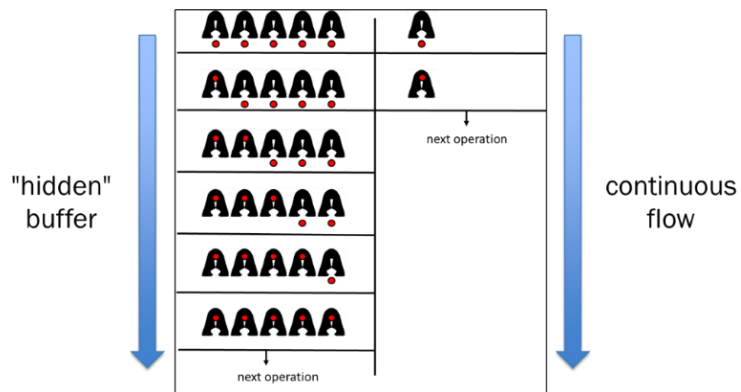 "hidden"
buffer
next operation
next operation
continuous
flow